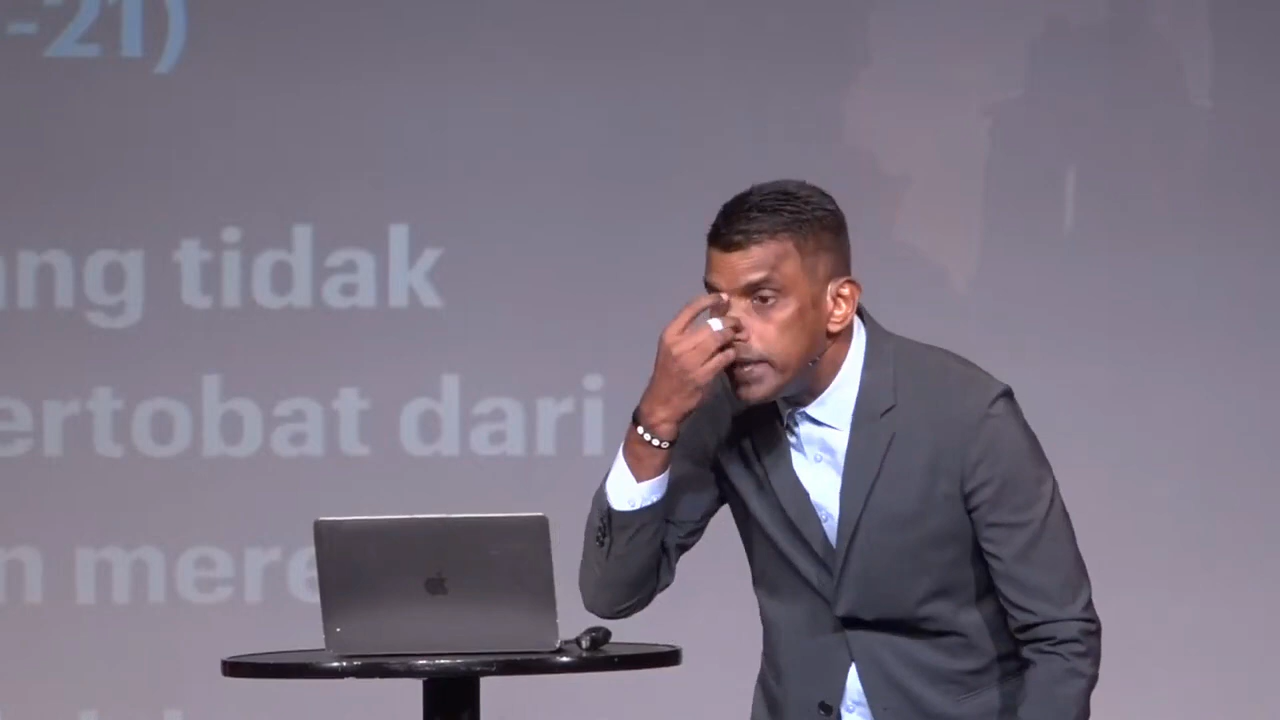 -21)
ang tidak
ertobat dari
n mere